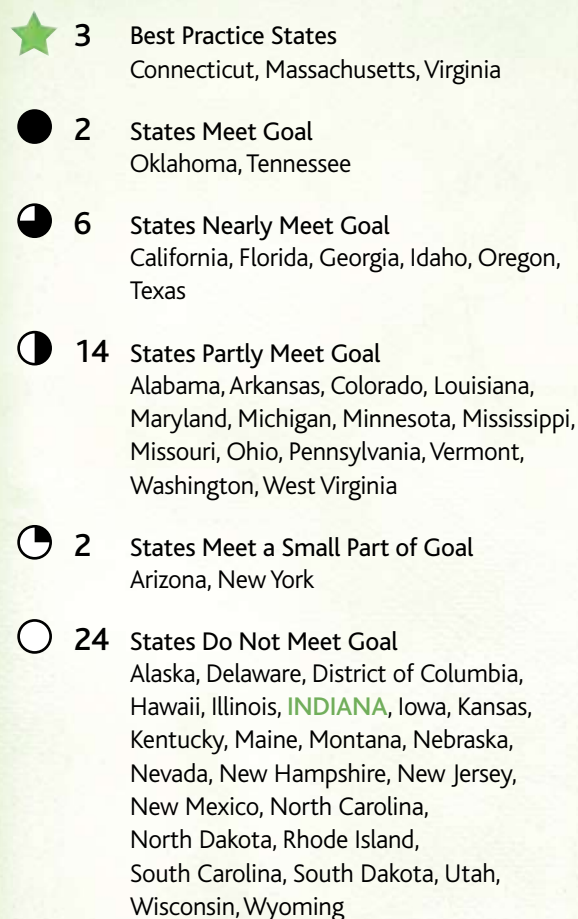 3 Best Practice States
Connecticut, Massachusetts, Virginia
2 States Meet Goal
Oklahoma, Tennessee
6 States Nearly Meet Goal
California, Florida, Georgia, Idaho, Oregon,
Texas
14 States Partly Meet Goal
Alabama, Arkansas, Colorado, Louisiana,
Maryland, Michigan, Minnesota, Mississippi,
Missouri, Ohio, Pennsylvania, Vermont,
Washington, West Virginia
2 States Meet a Small Part of Goal
Arizona, New York
24 States Do Not Meet Goal
Alaska, Delaware, District of Columbia,
Hawaii, Illinois, INDIANA, Iowa, Kansas,
Kentucky, Maine, Montana, Nebraska,
Nevada, New Hampshire, New Jersey,
New Mexico, North Carolina,
North Dakota, Rhode Island,
South Carolina, South Dakota, Utah,
Wisconsin, Wyoming